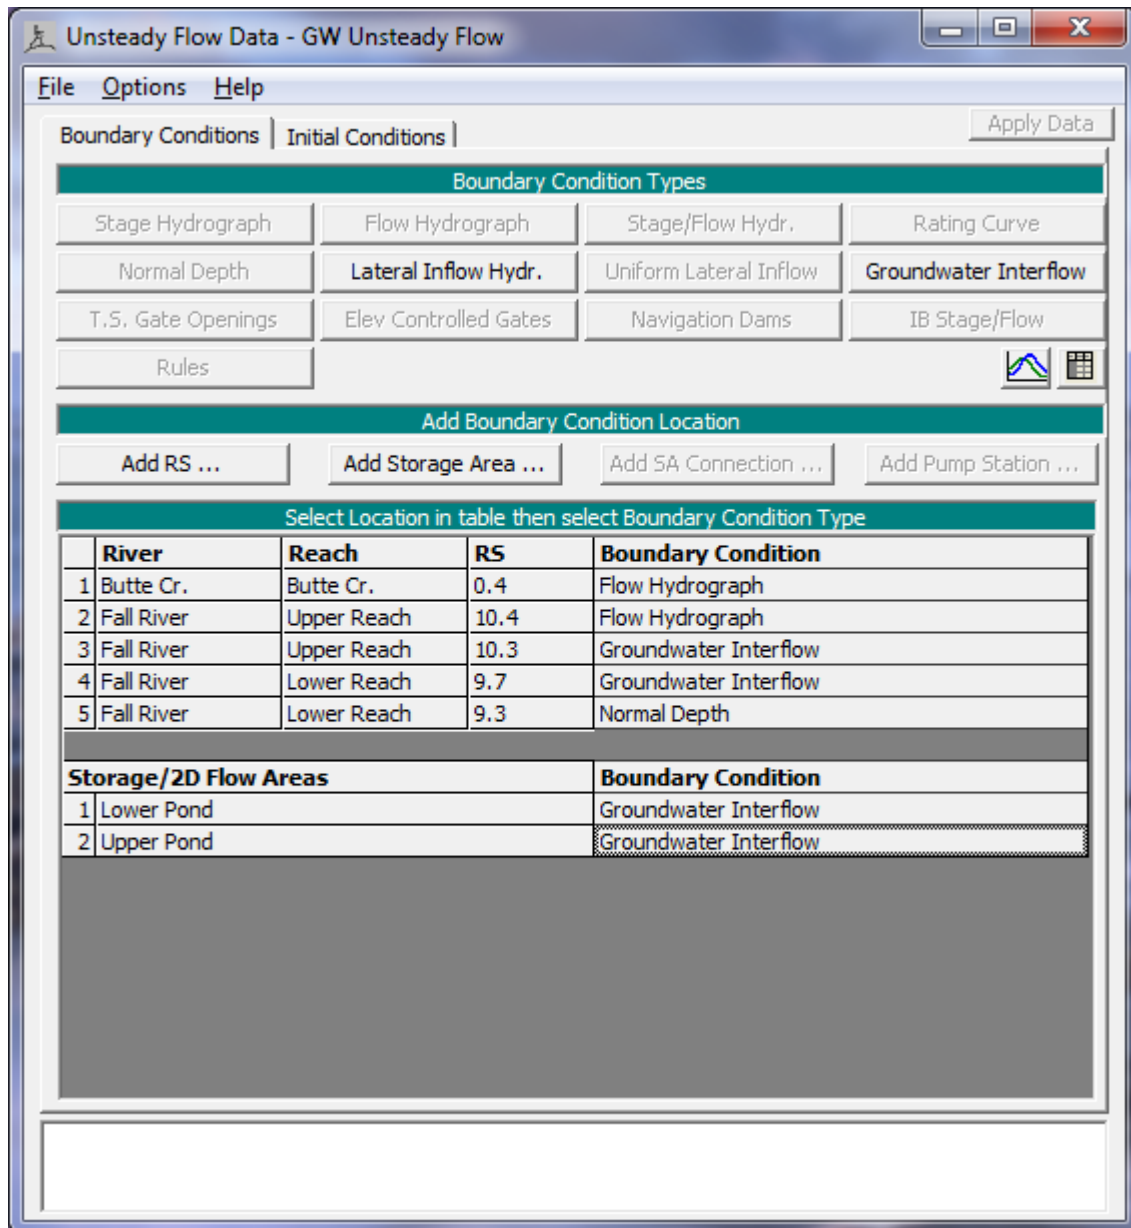 Unsteady Flow Data - GW Unsteady Flow
File Options Help
Boundary Conditions Initial Conditions Apply Data
Boundary Condition Types
Stage Hydrograph Flow Hydrograph Stage/Flow Hydr. Rating Curve
Normal Depth Lateral Inflow Hydr. Uniform Lateral Inflow Groundwater Interflow
T.S. Gate Openings Elev Controlled Gates Navigation Dams IB Stage/Flow
Rules
Add Boundary Condition Location
Add RS ... Add Storage Area ... Add SA Connection ... Add Pump Station ...
Select Location in table then select Boundary Condition Type
River Reach RS Boundary Condition
1 Butte Cr. Butte Cr. 0.4 Flow Hydrograph
2 Fall River Upper Reach 10.4 Flow Hydrograph
3 Fall River Upper Reach 10.3 Groundwater Interflow
4 Fall River Lower Reach 9.7 Groundwater Interflow
5 Fall River Lower Reach 9.3 Normal Depth
Storage/2D Flow Areas Boundary Condition
1 Lower Pond Groundwater Interflow
2 Upper Pond Groundwater Interflow